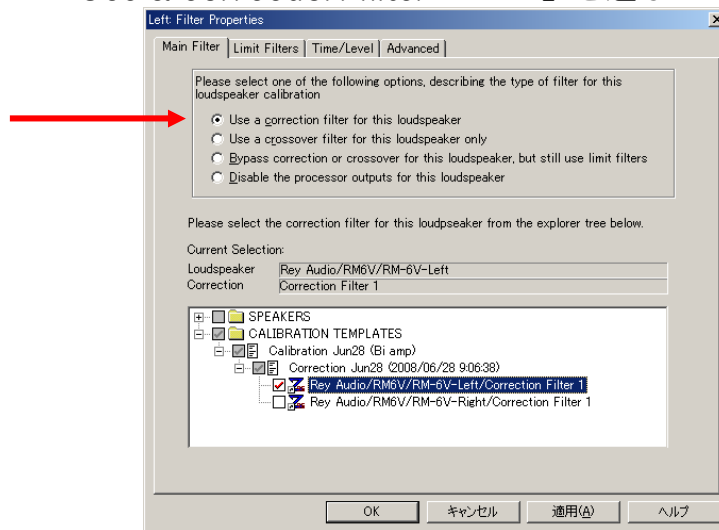 Left: Filter Properties
Main Filter Limit Filters Time/Level Advanced
Please select one of the following options, describing the type of filter for this
loudspeaker calibration
Use a correction filter for this loudspeaker
Use a crossover filter for this loudspeaker only
Bypass correction or crossover for this loudspeaker, but still use limit filters
Disable the processor outputs for this loudspeaker
Please select the correction filter for this loudpseaker from the explorer tree below.
Current Selection:
Loudspeaker Rey Audio/RM6V/RM-6V-Left
Correction Correction Filter 1
SPEAKERS
CALIBRATION TEMPLATES
Calibration Jun28 (Bi amp)
Correction Jun28 (2008/06/28 9:06:38)
Rey Audio/RM6V/RM-6V-Left/Correction Filter 1
Rey Audio/RM6V/RM-6V-Right/Correction Filter 1
OK キャンセル 適用(A) ヘルプ